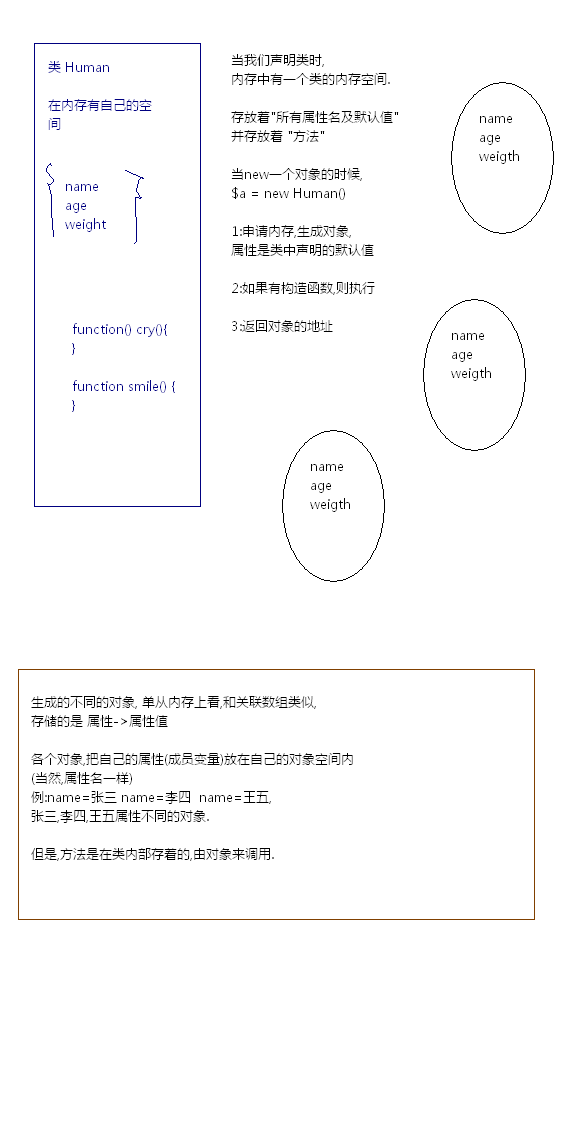 类 Human
在内存有自己的空
间
name
age
weight
function() cry(){
}
function smile() {
}
当我们声明类时,
内存中有一个类的内存空间.
存放着"所有属性名及默认值"
并存放着 "方法"
当new一个对象的时候,
$a = new Human()
1:申请内存,生成对象,
属性是类中声明的默认值
2:如果有构造函数,则执行
3:返回对象的地址
name
age
weigth
name
age
weigth
name
age
weigth
生成的不同的对象, 单从内存上看,和关联数组类似,
存储的是 属性->属性值
各个对象,把自己的属性(成员变量)放在自己的对象空间内
(当然,属性名一样)
例:name=张三 name=李四  name=王五,
张三,李四,王五属性不同的对象.
但是,方法是在类内部存着的,由对象来调用.